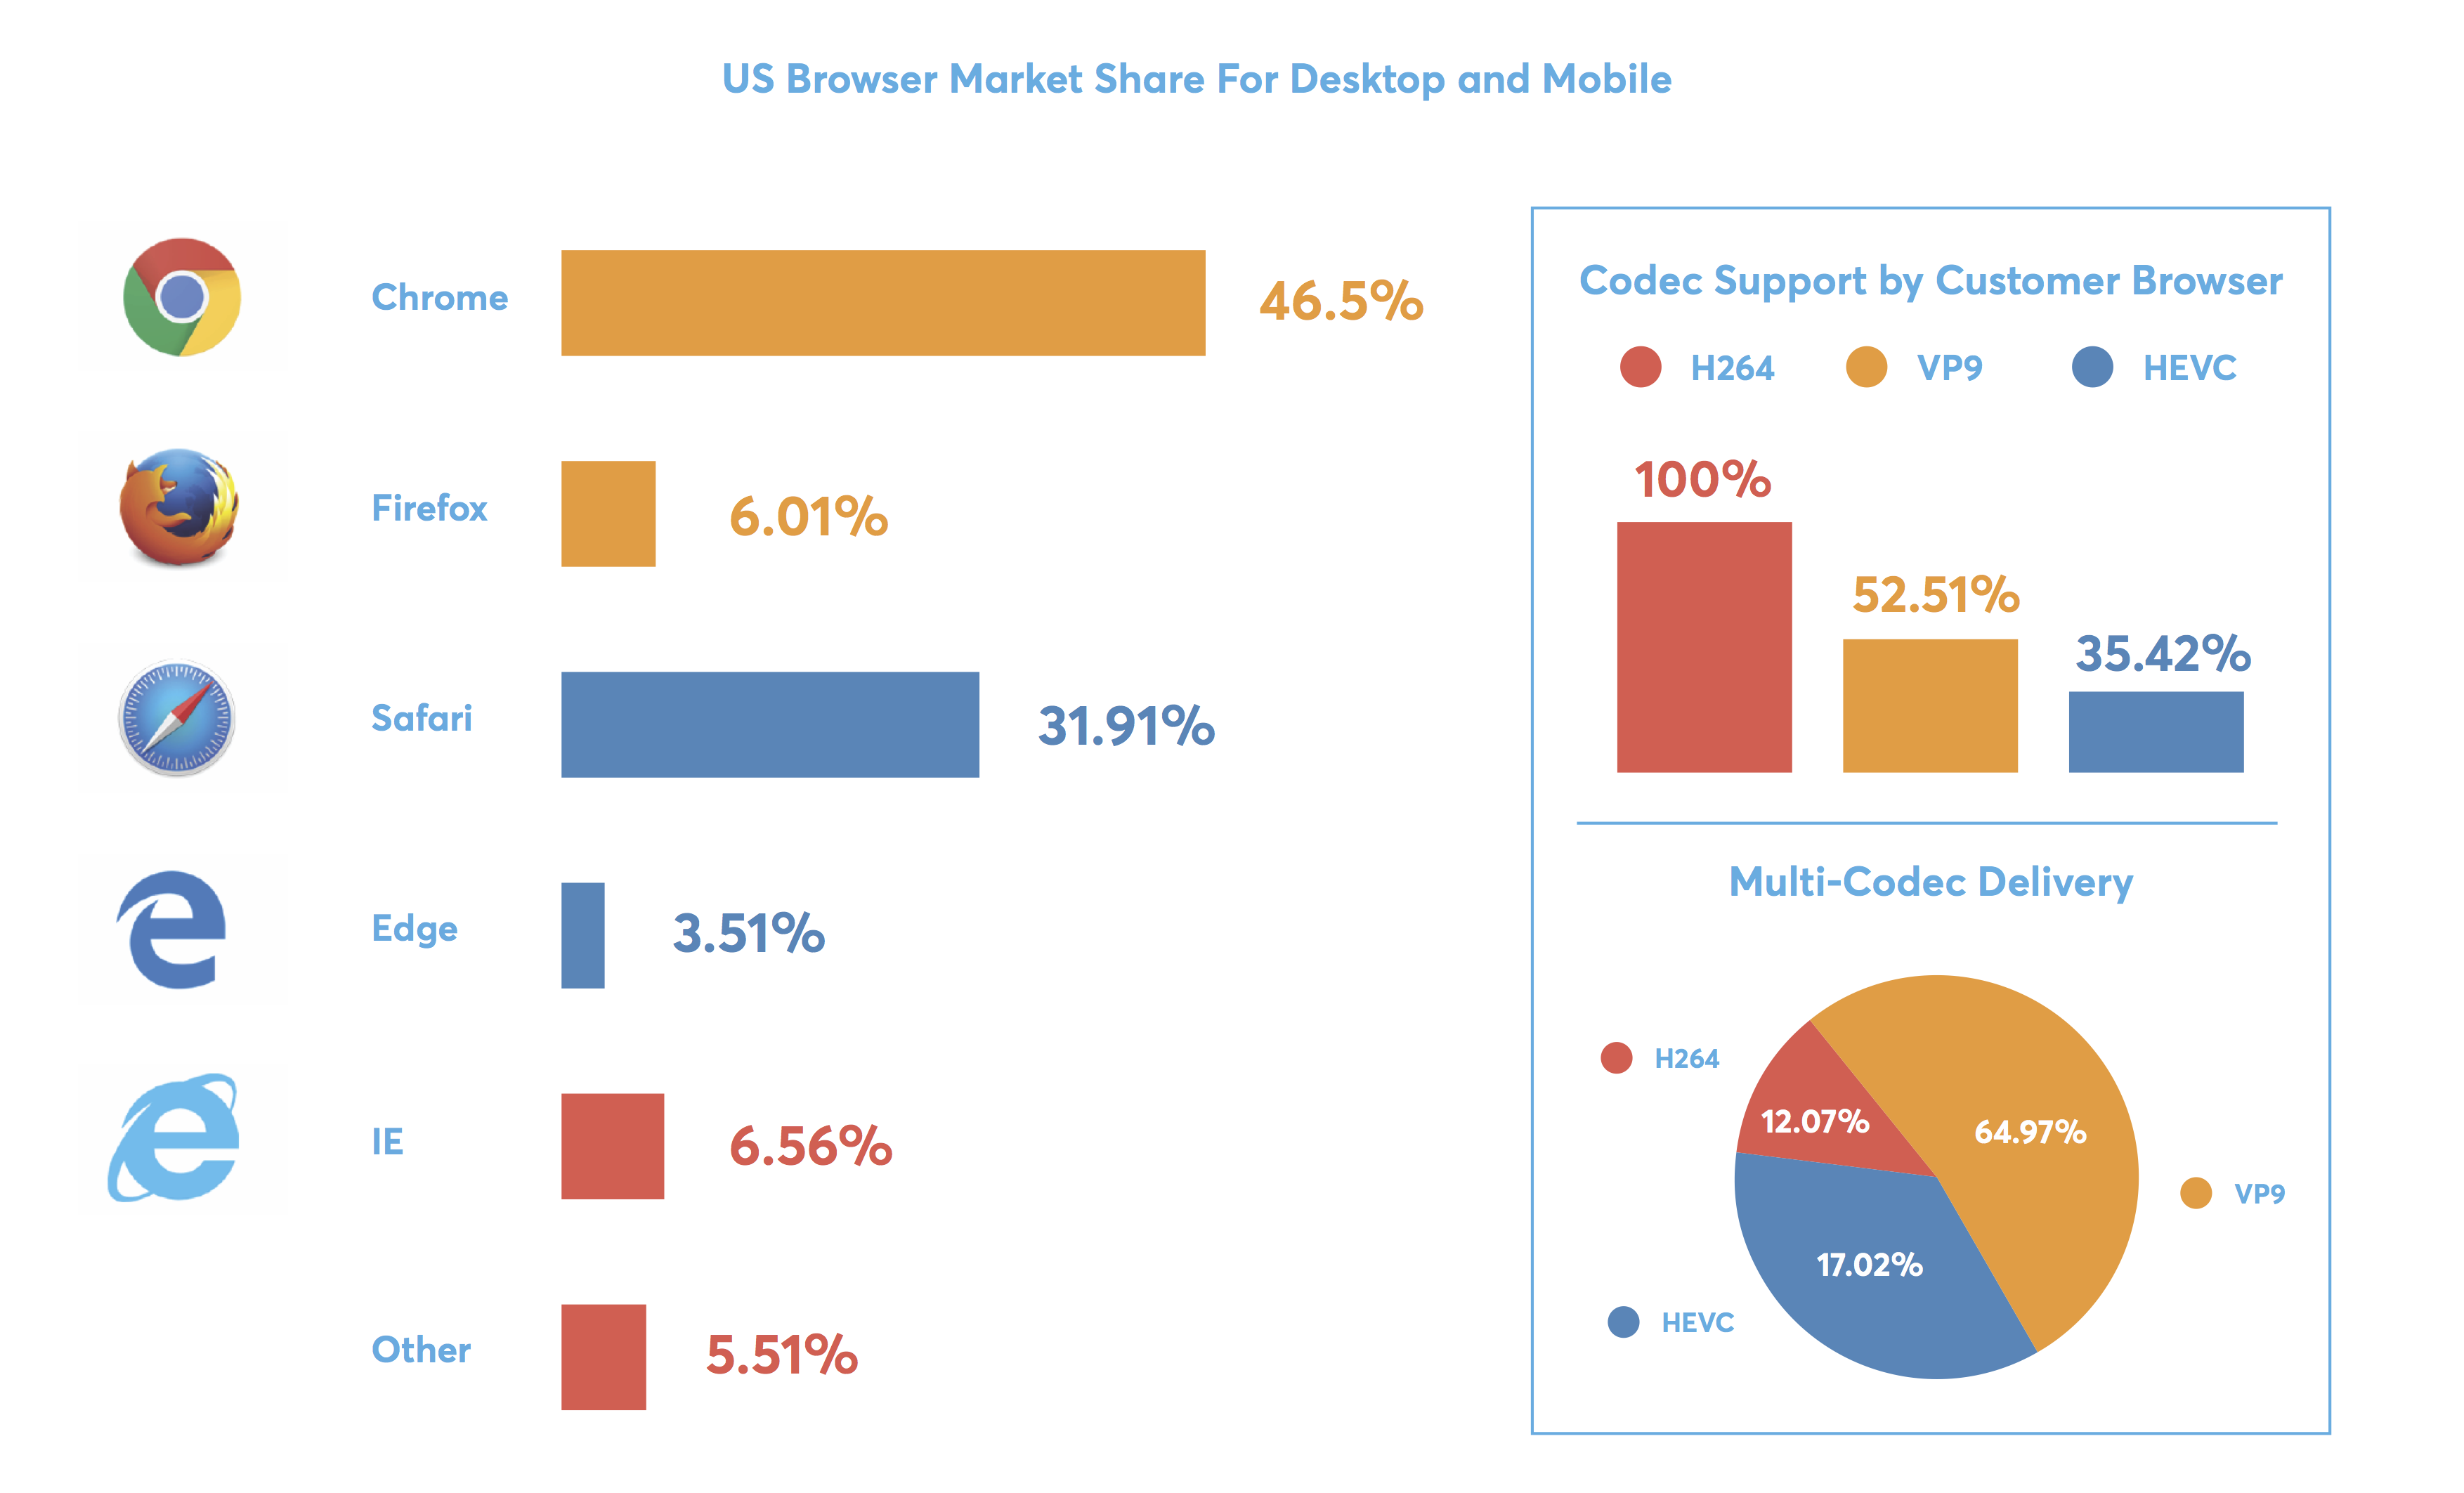 US Browser Market Share For Desktop and Mobile
Chrome
46.5%
Firefox
6.01%
Safari
31.91%
Edge
3.51%
IE
6.56%
Other
5.51%
Codec Support by Customer Browser
H264 VP9 HEVC
100%
52.51%
35.42%
Multi-Codec Delivery
H264
12.07%
64.97%
VP9
17.02%
HEVC